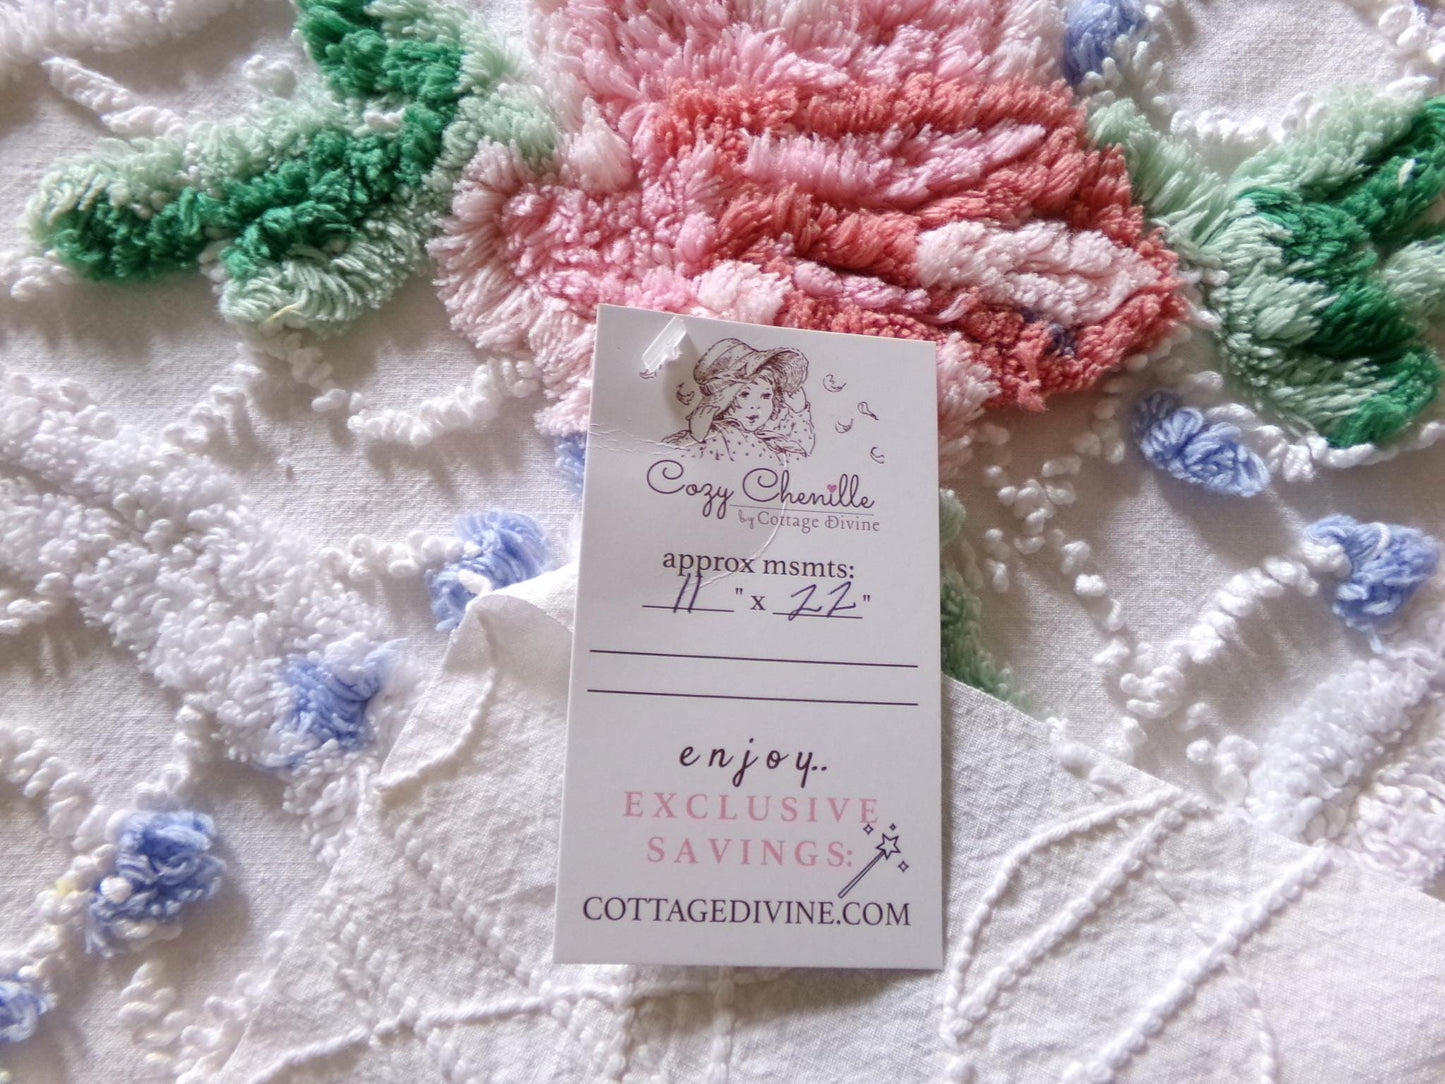 Cozy Chenille
by Cottage Divine
approx msmts:
11 " x 22 "
enjoy..
EXCLUSIVE
SAVINGS:
COTTAGEDIVINE.COM